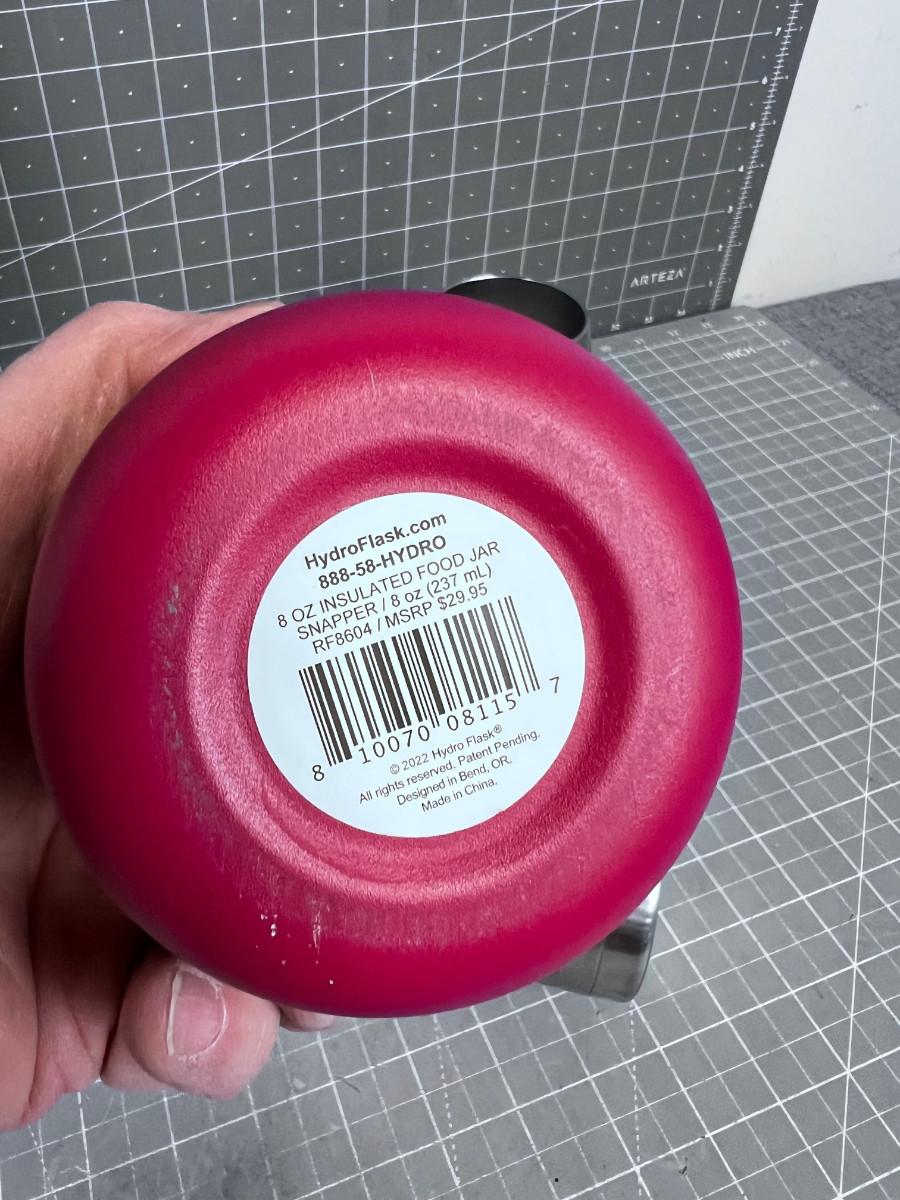 ARTEZA
INCH
HydroFlask.com
888-58-HYDRO
8 OZ INSULATED FOOD JAR
SNAPPER / 8 oz (237 mL)
RF8604 / MSRP $29.95
8 10070 08115 7
© 2022 Hydro Flask®
All rights reserved. Patent Pending.
Designed in Bend, OR.
Made in China.